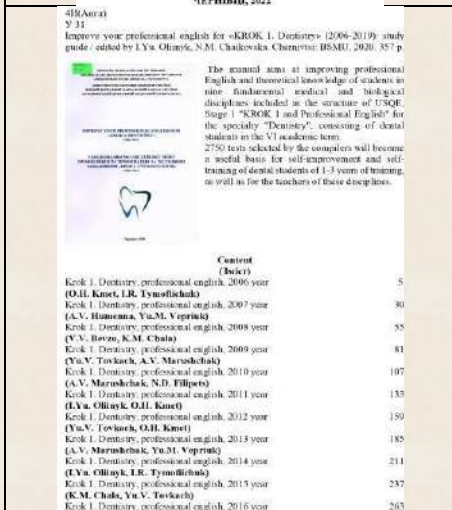 ЧЕРНІВЦІ, 2022
4И(Англ)
У 31
Improve your professional english for «KROK 1. Dentistry» (2006-2019): study
guide / edited by I.Yu. Oliinyk, N.M. Chaikovska. Chernivtsi: BSMU, 2020. 357 p.
The manual aims at improving professional
English and theoretical knowledge of students in
nine fundamental medical and biological
disciplines included in the structure of USQE,
Stage 1 "KROK 1 and Professional English" for
the specialty "Dentistry", consisting of dental
students in the VI academic term.
2750 tests selected by the compilers will become
a useful basis for self-improvement and self-
training of dental students of 1-3 years of training,
as well as for the teachers of these disciplines.
Content
(Зміст)
Krok 1. Dentistry, professional english, 2006 year 5
(O.H. Kmet, I.R. Tymofiichuk)
Krok 1. Dentistry, professional english, 2007 year 30
(A.V. Humenna, Yu.M. Vepriuk)
Krok 1. Dentistry, professional english, 2008 year 55
(V.V. Bevzo, K.M. Chala)
Krok 1. Dentistry, professional english, 2009 year 81
(Yu.V. Tovkach, A.V. Marushchak)
Krok 1. Dentistry, professional english, 2010 year 107
(A.V. Marushchak, N.D. Filipets)
Krok 1. Dentistry, professional english, 2011 year 133
(I.Yu. Oliinyk, O.H. Kmet)
Krok 1. Dentistry, professional english, 2012 year 159
(Yu.V. Tovkach, O.H. Kmet)
Krok 1. Dentistry, professional english, 2013 year 185
(A.V. Marushchak, Yu.M. Vepriuk)
Krok 1. Dentistry, professional english, 2014 year 211
(I.Yu. Oliinyk, I.R. Tymofiichuk)
Krok 1. Dentistry, professional english, 2015 year 237
(K.M. Chala, Yu.V. Tovkach)
Krok 1. Dentistry, professional english, 2016 year 263